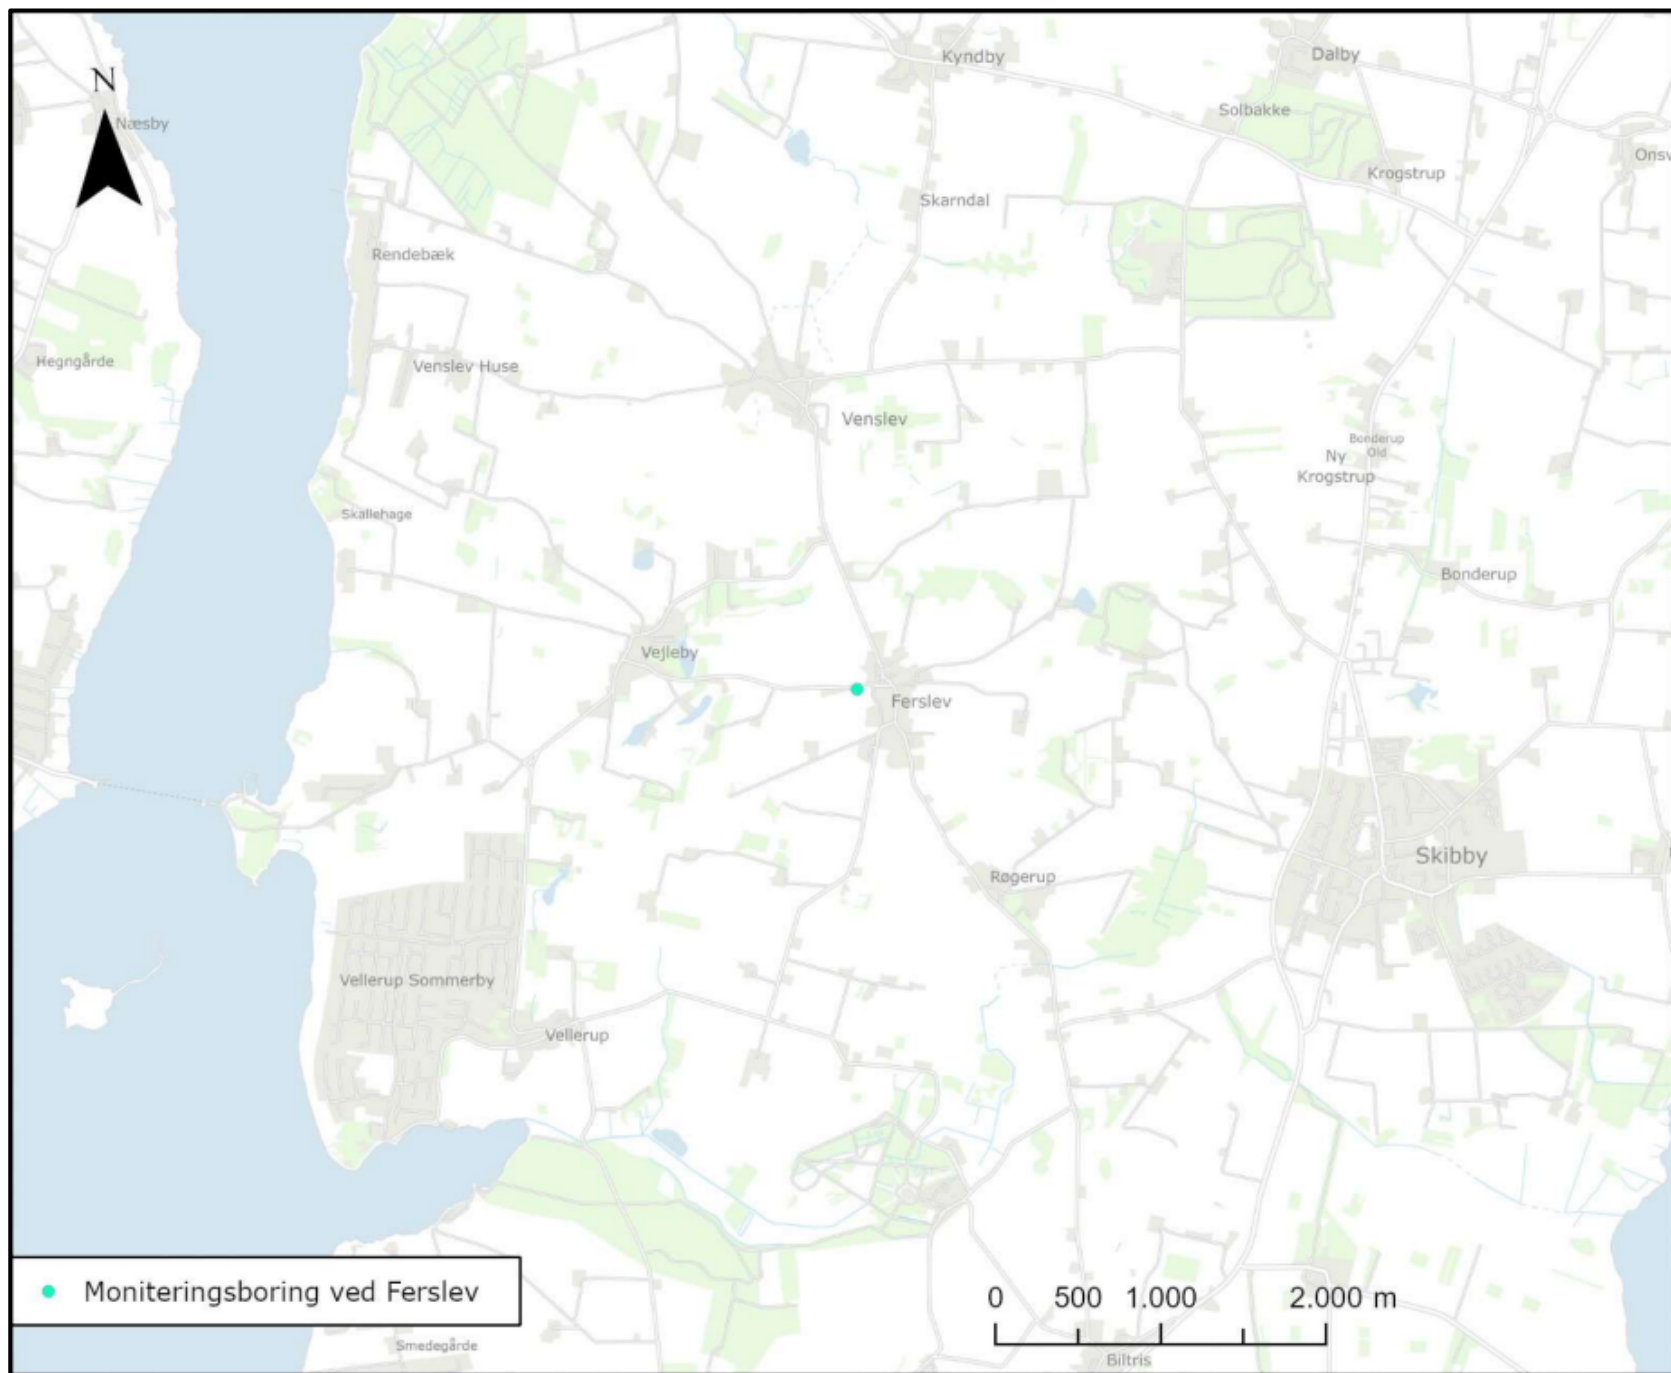 Kyndby
Dalby
N
Næsby
Solbakke
Onsv
Krogstrup
Skarndal
Rendebæk
Hegngårde
Venslev Huse
Venslev
Bonderup
Old
Ny
Krogstrup
Skallehage
Bonderup
Vejleby
Ferslev
Skibby
Røgerup
Vellerup Sommerby
Vellerup
Moniteringsboring ved Ferslev
0 500 1.000 2.000 m
Smedegårde
Biltris